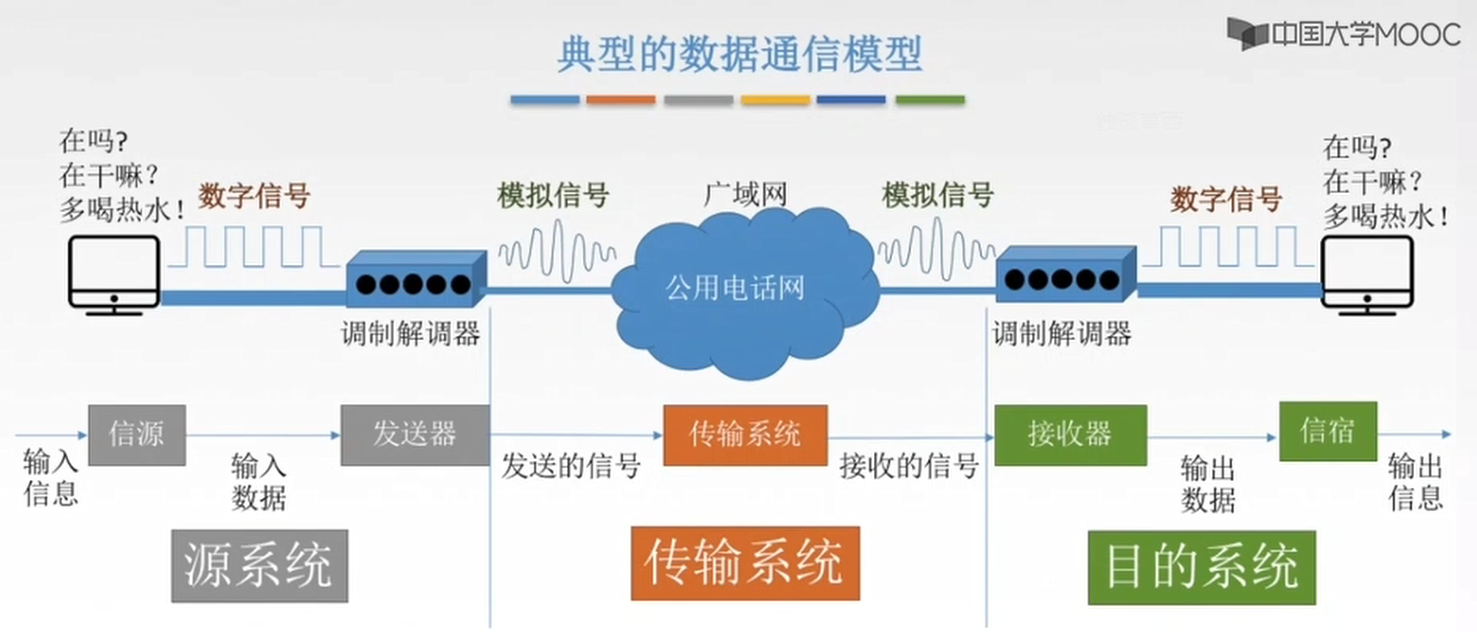 中国大学MOOC
典型的数据通信模型
在吗?
在干嘛?
多喝热水!
数字信号
模拟信号
广域网
模拟信号
数字信号
在吗?
在干嘛?
多喝热水!
公用电话网
调制解调器
调制解调器
信源
发送器
传输系统
接收器
信宿
输入
信息
输入
数据
发送的信号
接收的信号
输出
数据
输出
信息
源系统
传输系统
目的系统